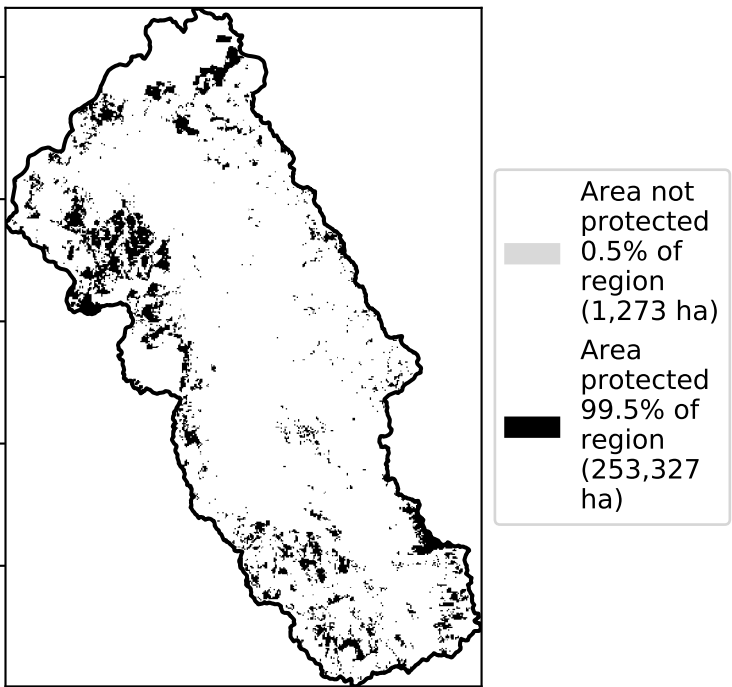 Area not
protected
0.5% of
region
(1,273 ha)
Area
protected
99.5% of
region
(253,327
ha)